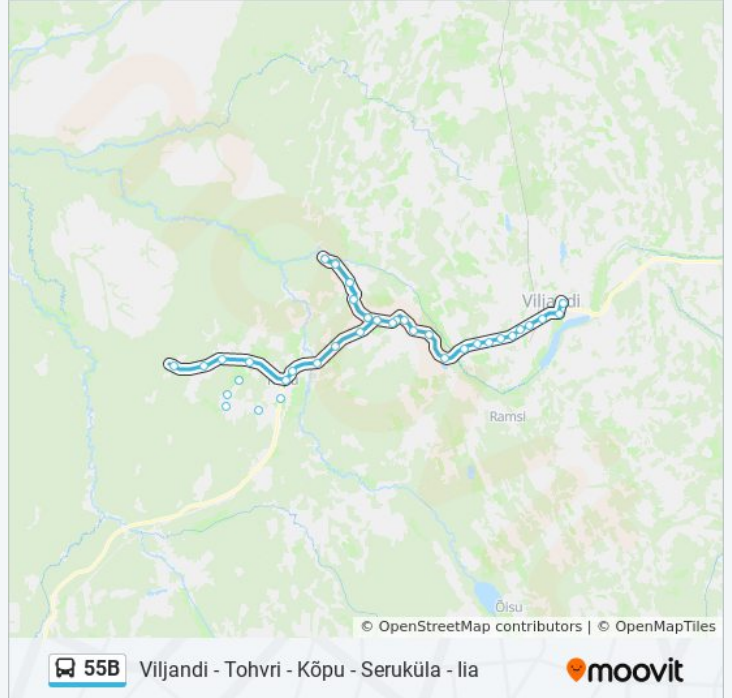 Viljandi
Ramsi
Õisu
© OpenStreetMap contributors | © OpenMapTiles
55B Viljandi - Tohvri - Kõpu - Seruküla - Iia
moovit